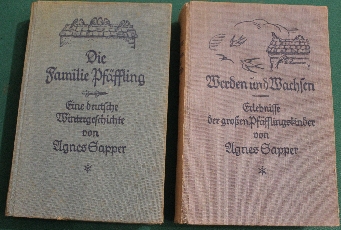 Die
Familie Pfäffling
Eine deutsche
Wintergeschichte
von
Agnes Sapper
Werden und Wachsen
Erlebnisse
der großen Pfäfflingskinder
von
Agnes Sapper